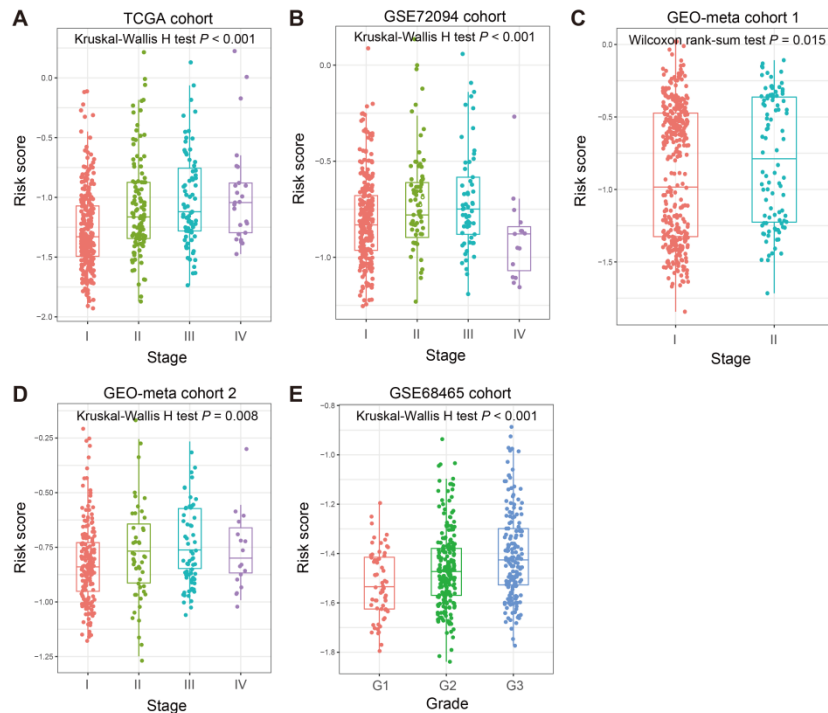 A
TCGA cohort
Kruskal-Wallis H test P < 0.001
Risk score
0.0
−0.5
−1.0
−1.5
−2.0
I II III IV
Stage
B
GSE72094 cohort
Kruskal-Wallis H test P < 0.001
Risk score
0.0
−0.5
−1.0
I II III IV
Stage
C
GEO-meta cohort 1
Wilcoxon rank-sum test P = 0.015
Risk score
0.0
−0.5
−1.0
−1.5
I II
Stage
D
GEO-meta cohort 2
Kruskal-Wallis H test P = 0.008
Risk score
−0.25
−0.50
−0.75
−1.00
−1.25
I II III IV
Stage
E
GSE68465 cohort
Kruskal-Wallis H test P < 0.001
Risk score
−0.8
−1.0
−1.2
−1.4
−1.6
−1.8
G1 G2 G3
Grade